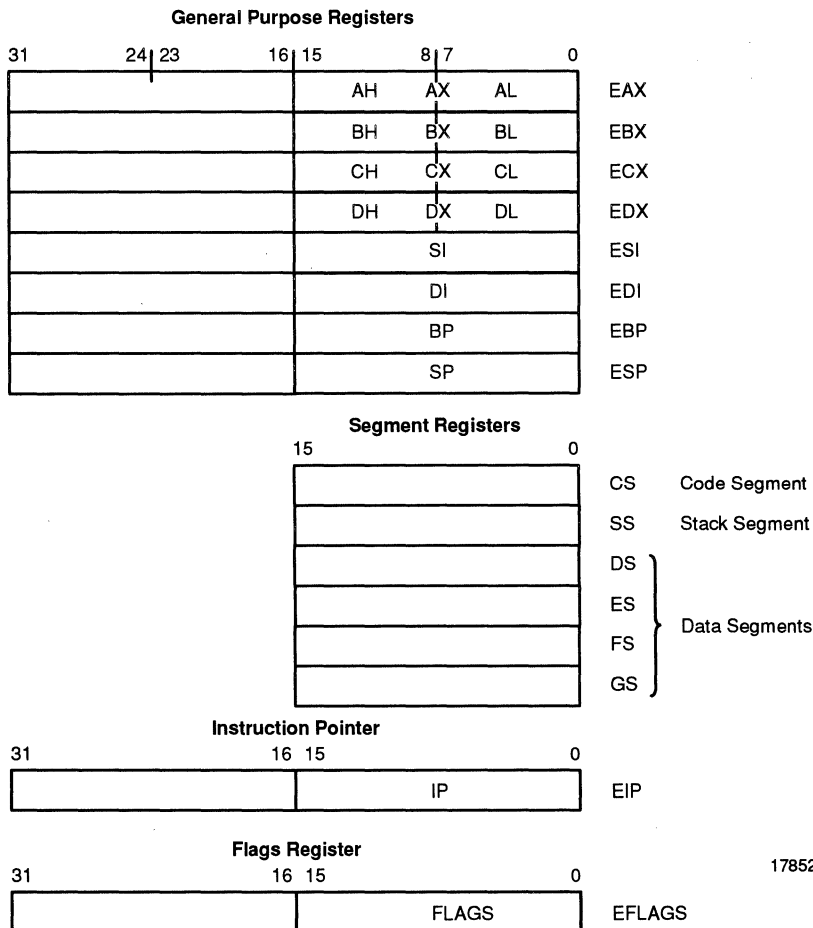 General Purpose Registers
31 24 23 16 15 8 7 0
AH AX AL EAX
BH BX BL EBX
CH CX CL ECX
DH DX DL EDX
SI ESI
DI EDI
BP EBP
SP ESP
Segment Registers
15 0
CS Code Segment
SS Stack Segment
DS
ES
Data Segments
FS
GS
Instruction Pointer
31 16 15 0
IP EIP
Flags Register
31 16 15 0
17852
FLAGS EFLAGS